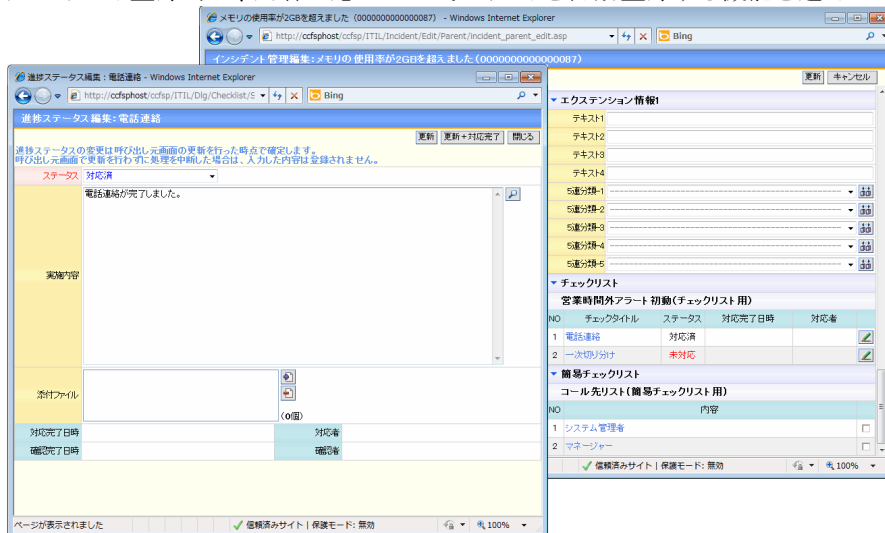 メモリの使用率が2GBを超えました (0000000000000087) - Windows Internet Explorer
http://ccfsphost/ccfsp/ITIL/Incident/Edit/Parent/incident_parent_edit.asp
Bing
インシデント管理編集:メモリの使用率が2GBを超えました(0000000000000087)
更新 キャンセル
エクステンション情報1
テキスト1
テキスト2
テキスト3
テキスト4
5連分類-1
5連分類-2
5連分類-3
5連分類-4
5連分類-5
チェックリスト
営業時間外アラート初動(チェックリスト用)
NO チェックタイトル ステータス 対応完了日時 対応者
1 電話連絡 対応済
2 一次切り分け 未対応
簡易チェックリスト
コール先リスト(簡易チェックリスト用)
NO 内容
1 システム管理者
2 マネージャー
信頼済みサイト | 保護モード: 無効 100%
進捗ステータス編集 : 電話連絡 - Windows Internet Explorer
http://ccfsphost/ccfsp/ITIL/Dlg/Checklist/S
Bing
進捗ステータス編集:電話連絡
更新 更新+対応完了 閉じる
進捗ステータスの変更は呼び出し元画面の更新を行った時点で確定します。
呼び出し元画面で更新を行わずに処理を中断した場合は、入力した内容は登録されません。
ステータス 対応済
電話連絡が完了しました。
実施内容
添付ファイル
(0個)
対応完了日時 対応者
確認完了日時 確認者
ページが表示されました 信頼済みサイト | 保護モード: 無効 100%